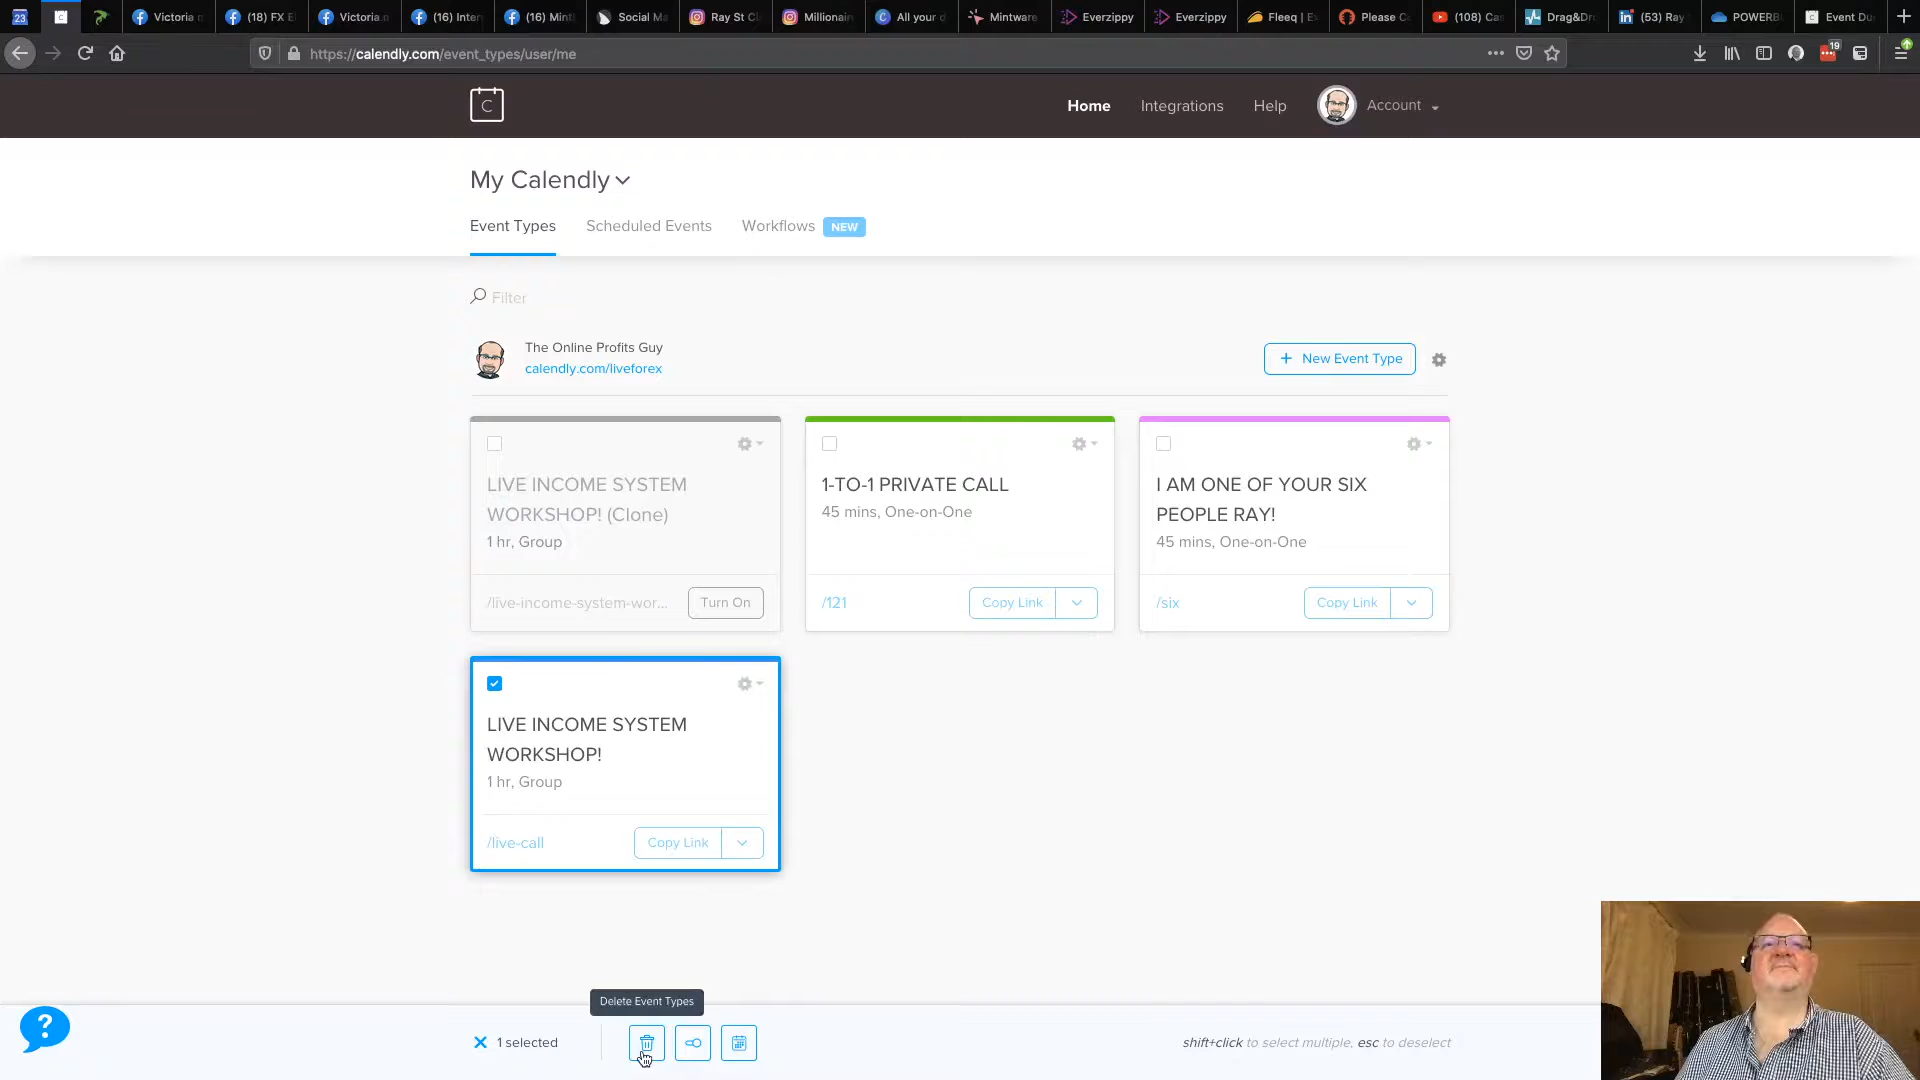 23
Victoria
(18) FX E
Victoria.
(16) Inter
(16) Mint
Social Ma
Ray St Cl
Millionair
All your d
Mintware
Everzippy
Everzippy
Fleeq | E
Please C
(108) Cas
Drag&Dr
(53) Ray
POWERB
Event Du
https://calendly.com/event_types/user/me
19
C
Home
Integrations
Help
Account
My Calendly
Event Types
Scheduled Events
Workflows
NEW
Filter
The Online Profits Guy
calendly.com/liveforex
+ New Event Type
LIVE INCOME SYSTEM
WORKSHOP! (Clone)
1 hr, Group
/live-income-system-wor...
Turn On
1-TO-1 PRIVATE CALL
45 mins, One-on-One
/121
Copy Link
I AM ONE OF YOUR SIX
PEOPLE RAY!
45 mins, One-on-One
/six
Copy Link
LIVE INCOME SYSTEM
WORKSHOP!
1 hr, Group
/live-call
Copy Link
Delete Event Types
?
1 selected
shift+click to select multiple, esc to deselect